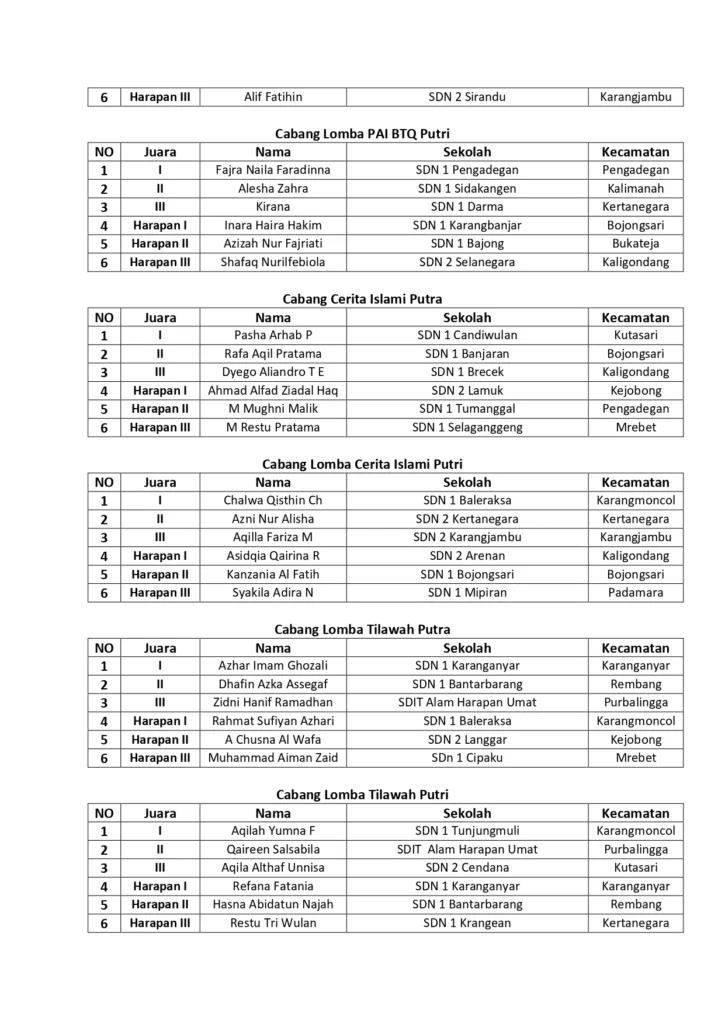 6 Harapan III Alif Fatihin SDN 2 Sirandu Karangjambu
Cabang Lomba PAI BTQ Putri
NO Juara Nama Sekolah Kecamatan
1 I Fajra Naila Faradinna SDN 1 Pengadegan Pengadegan
2 II Alesha Zahra SDN 1 Sidakangen Kalimanah
3 III Kirana SDN 1 Darma Kertanegara
4 Harapan I Inara Haira Hakim SDN 1 Karangbanjar Bojongsari
5 Harapan II Azizah Nur Fajriati SDN 1 Bajong Bukateja
6 Harapan III Shafaq Nurilfebiola SDN 2 Selanegara Kaligondang
Cabang Cerita Islami Putra
NO Juara Nama Sekolah Kecamatan
1 I Pasha Arhab P SDN 1 Candiwulan Kutasari
2 II Rafa Aqil Pratama SDN 1 Banjaran Bojongsari
3 III Dyego Aliandro T E SDN 1 Brecek Kaligondang
4 Harapan I Ahmad Alfad Ziadal Haq SDN 2 Lamuk Kejobong
5 Harapan II M Mughni Malik SDN 1 Tumanggal Pengadegan
6 Harapan III M Restu Pratama SDN 1 Selaganggeng Mrebet
Cabang Lomba Cerita Islami Putri
NO Juara Nama Sekolah Kecamatan
1 I Chalwa Qisthin Ch SDN 1 Baleraksa Karangmoncol
2 II Azni Nur Alisha SDN 2 Kertanegara Kertanegara
3 III Aqilla Fariza M SDN 2 Karangjambu Karangjambu
4 Harapan I Asidqia Qairina R SDN 2 Arenan Kaligondang
5 Harapan II Kanzania Al Fatih SDN 1 Bojongsari Bojongsari
6 Harapan III Syakila Adira N SDN 1 Mipiran Padamara
Cabang Lomba Tilawah Putra
NO Juara Nama Sekolah Kecamatan
1 I Azhar Imam Ghozali SDN 1 Karanganyar Karanganyar
2 II Dhafin Azka Assegaf SDN 1 Bantarbarang Rembang
3 III Zidni Hanif Ramadhan SDIT Alam Harapan Umat Purbalingga
4 Harapan I Rahmat Sufiyan Azhari SDN 1 Baleraksa Karangmoncol
5 Harapan II A Chusna Al Wafa SDN 2 Langgar Kejobong
6 Harapan III Muhammad Aiman Zaid SDn 1 Cipaku Mrebet
Cabang Lomba Tilawah Putri
NO Juara Nama Sekolah Kecamatan
1 I Aqilah Yumna F SDN 1 Tunjungmuli Karangmoncol
2 II Qaireen Salsabila SDIT  Alam Harapan Umat Purbalingga
3 III Aqila Althaf Unnisa SDN 2 Cendana Kutasari
4 Harapan I Refana Fatania SDN 1 Karanganyar Karanganyar
5 Harapan II Hasna Abidatun Najah SDN 1 Bantarbarang Rembang
6 Harapan III Restu Tri Wulan SDN 1 Krangean Kertanegara